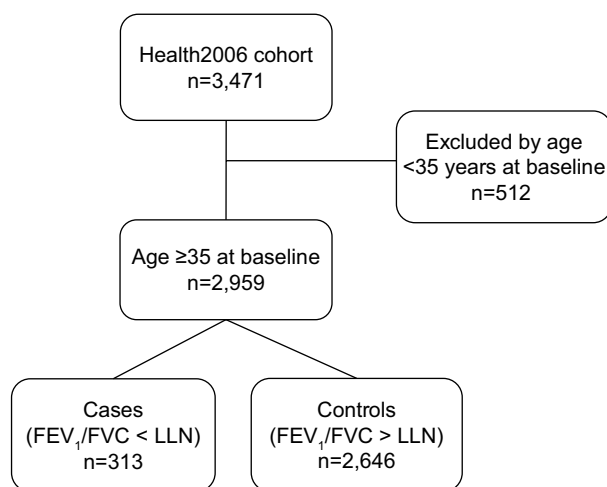 Health2006 cohort
n=3,471
Excluded by age
<35 years at baseline
n=512
Age ≥35 at baseline
n=2,959
Cases
(FEV₁/FVC < LLN)
n=313
Controls
(FEV₁/FVC > LLN)
n=2,646